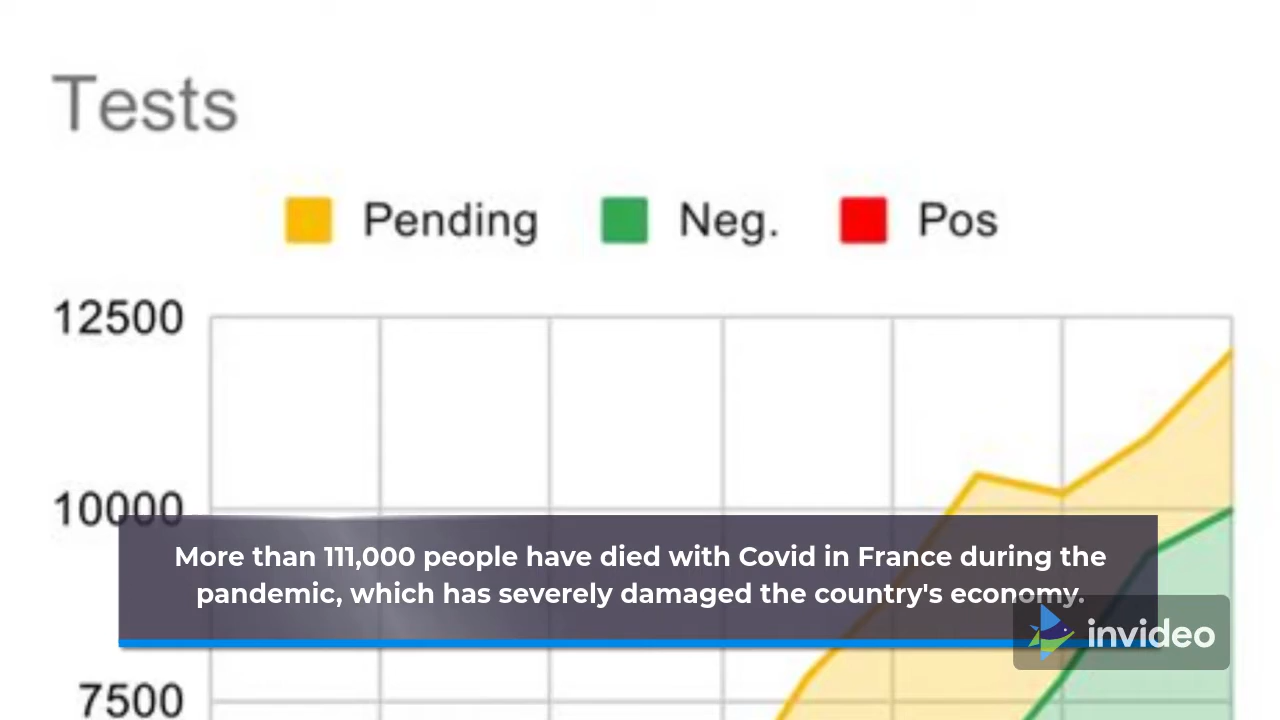 Tests
Pending Neg. Pos
12500
10000
More than 111,000 people have died with Covid in France during the
pandemic, which has severely damaged the country's economy.
invideo
7500